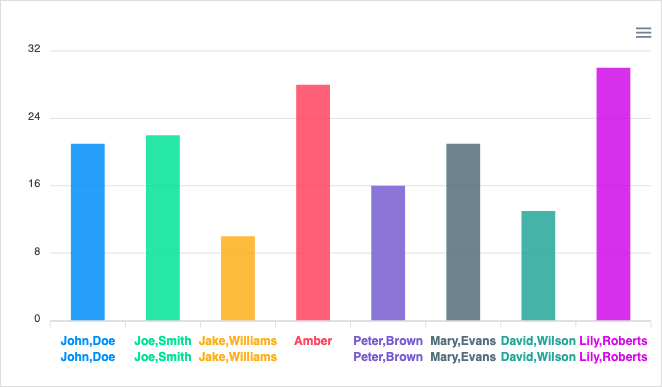 32
24
16
8
0
John,Doe Joe,Smith Jake,Williams Amber Peter,Brown Mary,Evans David,Wilson Lily,Roberts
John,Doe Joe,Smith Jake,Williams Peter,Brown Mary,Evans David,Wilson Lily,Roberts